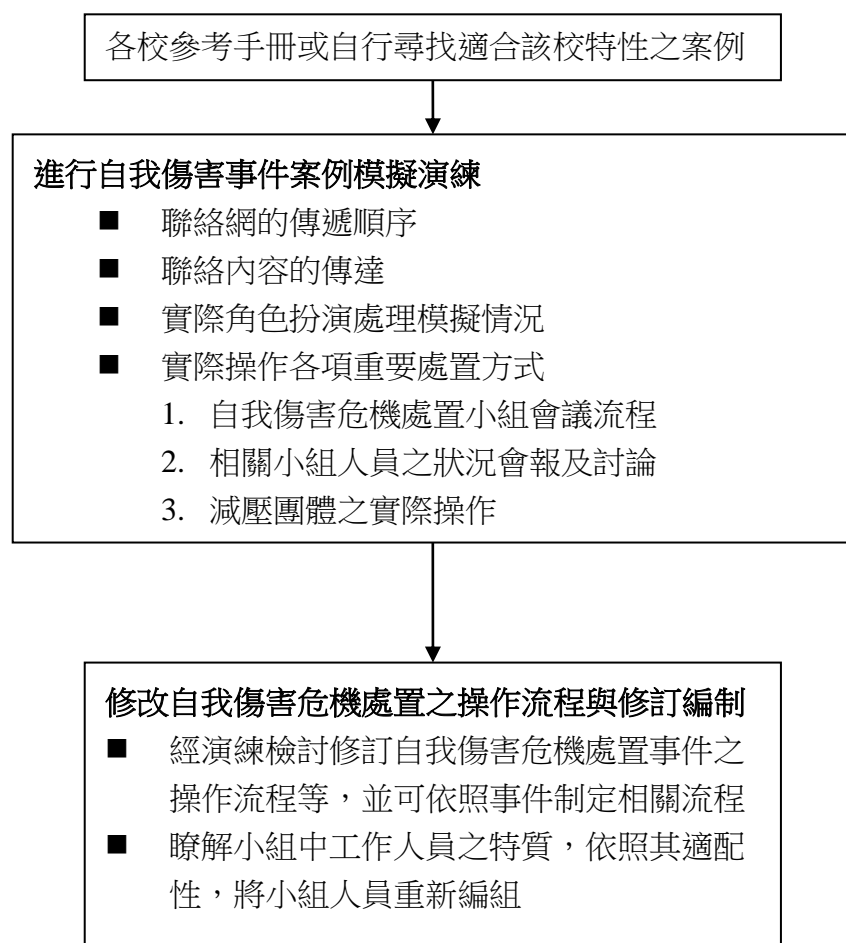 各校參考手冊或自行尋找適合該校特性之案例
進行自我傷害事件案例模擬演練
■ 聯絡網的傳遞順序
■ 聯絡內容的傳達
■ 實際角色扮演處理模擬情況
■ 實際操作各項重要處置方式
1. 自我傷害危機處置小組會議流程
2. 相關小組人員之狀況會報及討論
3. 減壓團體之實際操作
修改自我傷害危機處置之操作流程與修訂編制
■ 經演練檢討修訂自我傷害危機處置事件之
操作流程等，並可依照事件制定相關流程
■ 瞭解小組中工作人員之特質，依照其適配
性，將小組人員重新編組